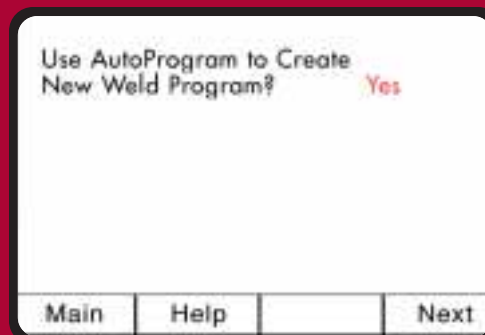 Use AutoProgram to Create
New Weld Program? Yes
Main Help Next